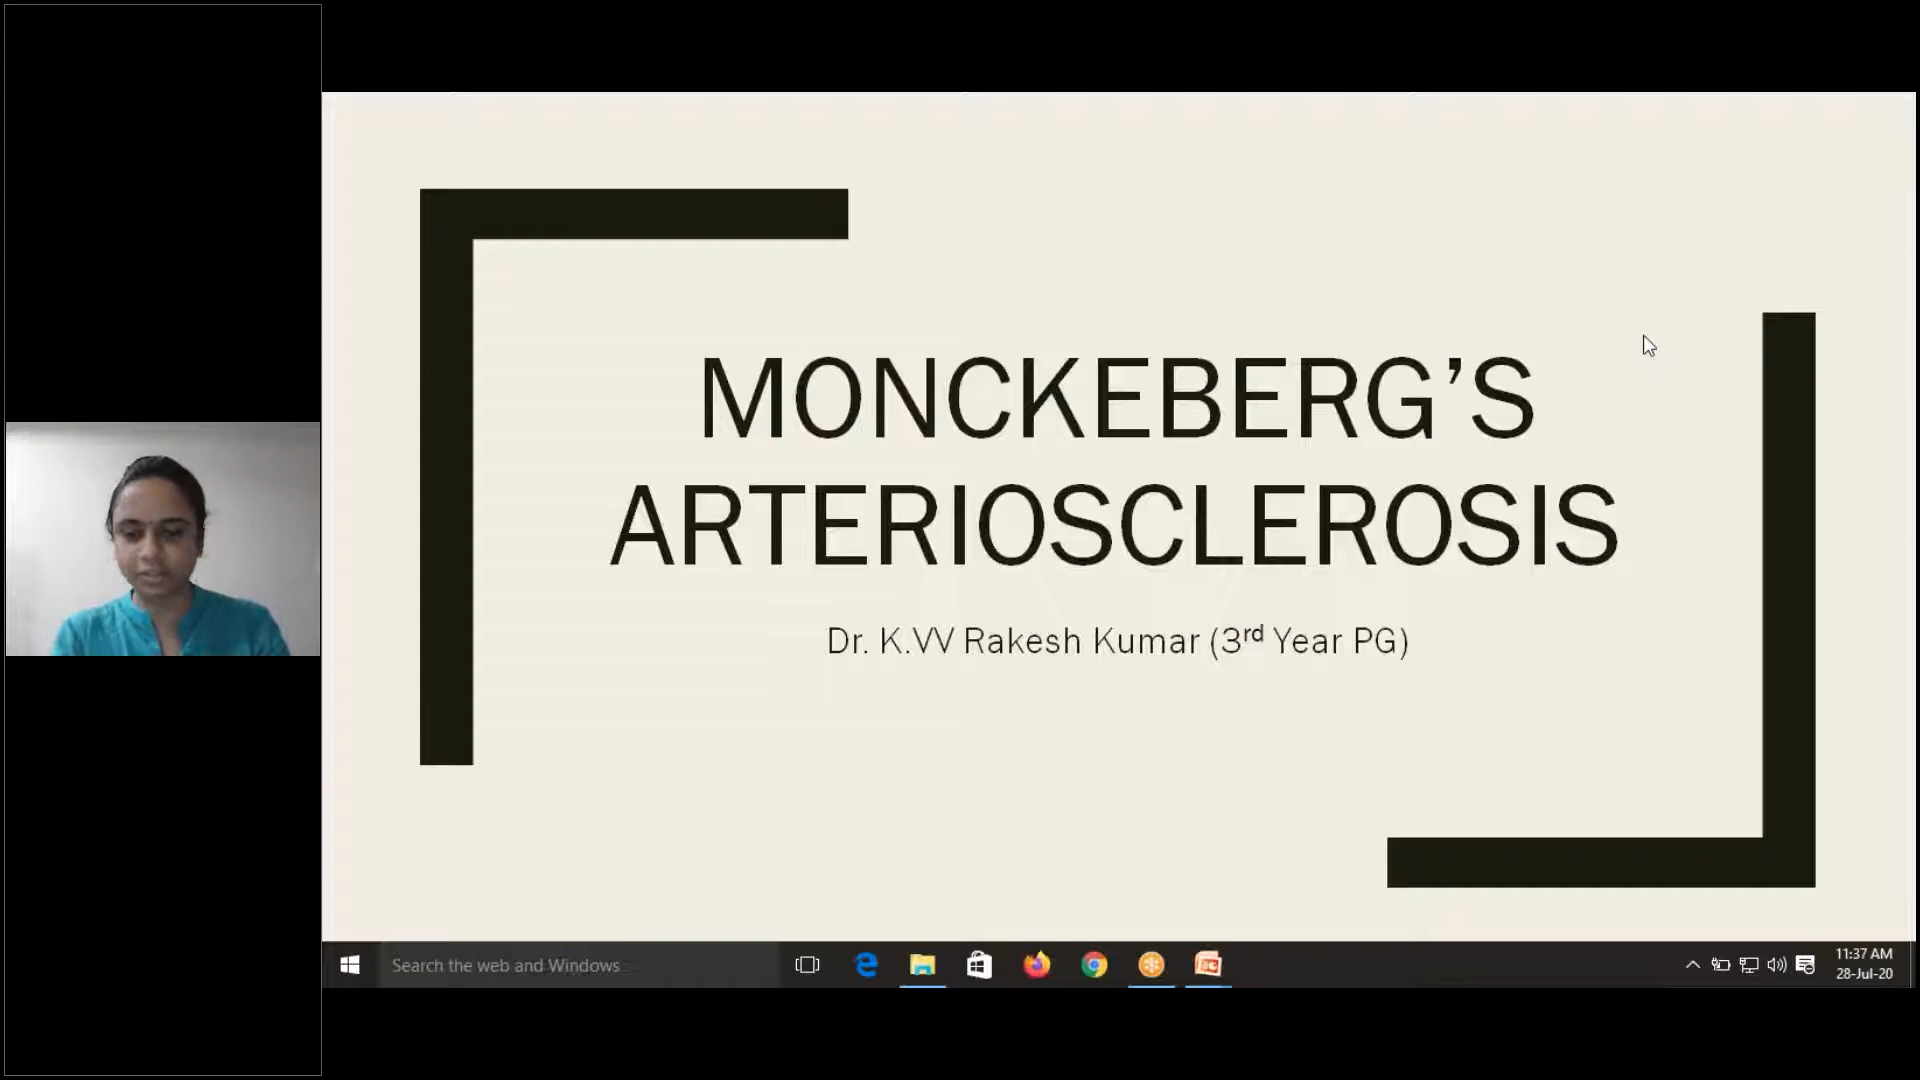 MONCKEBERG’S
ARTERIOSCLEROSIS
Dr. K.VV Rakesh Kumar (3rd Year PG)
Search the web and Windows
11:37 AM
28-Jul-20